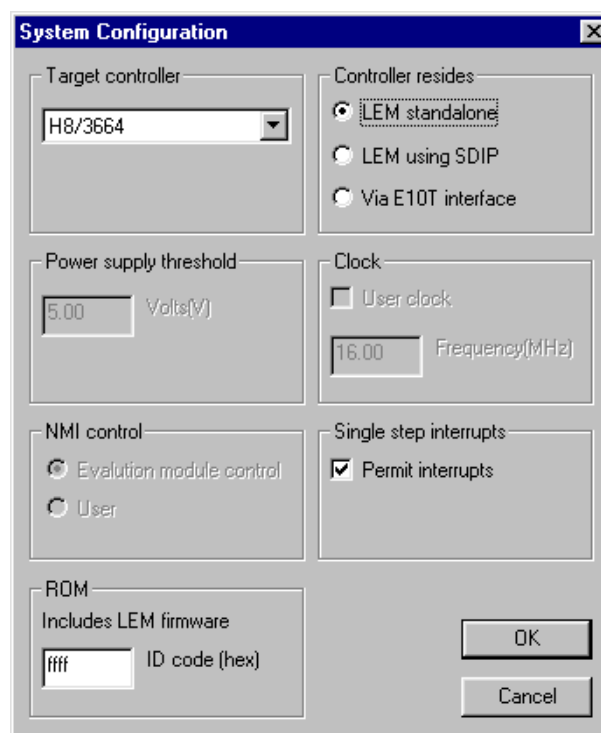 System Configuration
Target controller
H8/3664
Controller resides
LEM standalone
LEM using SDIP
Via E10T interface
Power supply threshold
5.00 Volts(V)
Clock
User clock
16.00 Frequency(MHz)
NMI control
Evalution module control
User
Single step interrupts
Permit interrupts
ROM
Includes LEM firmware
ffff ID code (hex)
OK
Cancel